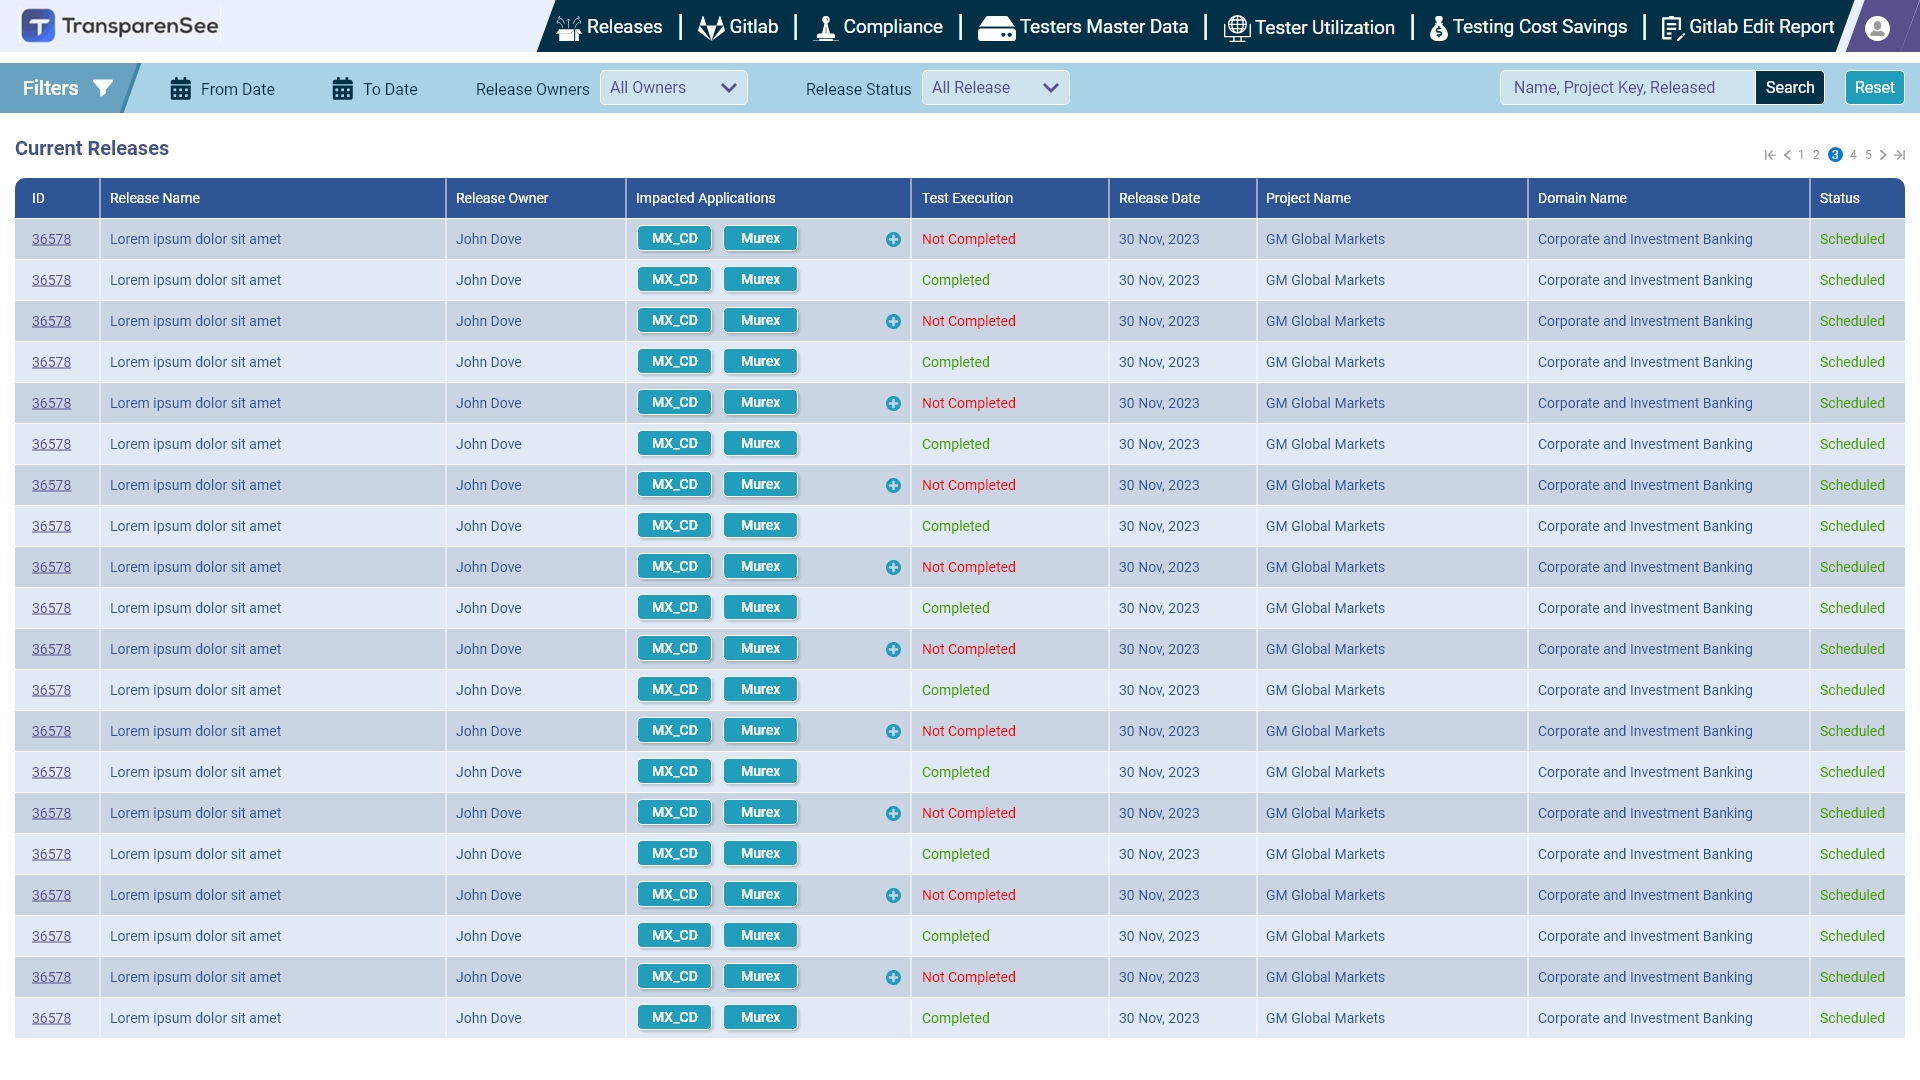 TransparenSee
Releases | Gitlab | Compliance | Testers Master Data | Tester Utilization | Testing Cost Savings | Gitlab Edit Report
Filters From Date To Date Release Owners All Owners Release Status All Release Name, Project Key, Released Search Reset
Current Releases
1 2 3 4 5
ID Release Name Release Owner Impacted Applications Test Execution Release Date Project Name Domain Name Status
36578 Lorem ipsum dolor sit amet John Dove MX_CD Murex Not Completed 30 Nov, 2023 GM Global Markets Corporate and Investment Banking Scheduled
36578 Lorem ipsum dolor sit amet John Dove MX_CD Murex Completed 30 Nov, 2023 GM Global Markets Corporate and Investment Banking Scheduled
36578 Lorem ipsum dolor sit amet John Dove MX_CD Murex Not Completed 30 Nov, 2023 GM Global Markets Corporate and Investment Banking Scheduled
36578 Lorem ipsum dolor sit amet John Dove MX_CD Murex Completed 30 Nov, 2023 GM Global Markets Corporate and Investment Banking Scheduled
36578 Lorem ipsum dolor sit amet John Dove MX_CD Murex Not Completed 30 Nov, 2023 GM Global Markets Corporate and Investment Banking Scheduled
36578 Lorem ipsum dolor sit amet John Dove MX_CD Murex Completed 30 Nov, 2023 GM Global Markets Corporate and Investment Banking Scheduled
36578 Lorem ipsum dolor sit amet John Dove MX_CD Murex Not Completed 30 Nov, 2023 GM Global Markets Corporate and Investment Banking Scheduled
36578 Lorem ipsum dolor sit amet John Dove MX_CD Murex Completed 30 Nov, 2023 GM Global Markets Corporate and Investment Banking Scheduled
36578 Lorem ipsum dolor sit amet John Dove MX_CD Murex Not Completed 30 Nov, 2023 GM Global Markets Corporate and Investment Banking Scheduled
36578 Lorem ipsum dolor sit amet John Dove MX_CD Murex Completed 30 Nov, 2023 GM Global Markets Corporate and Investment Banking Scheduled
36578 Lorem ipsum dolor sit amet John Dove MX_CD Murex Not Completed 30 Nov, 2023 GM Global Markets Corporate and Investment Banking Scheduled
36578 Lorem ipsum dolor sit amet John Dove MX_CD Murex Completed 30 Nov, 2023 GM Global Markets Corporate and Investment Banking Scheduled
36578 Lorem ipsum dolor sit amet John Dove MX_CD Murex Not Completed 30 Nov, 2023 GM Global Markets Corporate and Investment Banking Scheduled
36578 Lorem ipsum dolor sit amet John Dove MX_CD Murex Completed 30 Nov, 2023 GM Global Markets Corporate and Investment Banking Scheduled
36578 Lorem ipsum dolor sit amet John Dove MX_CD Murex Not Completed 30 Nov, 2023 GM Global Markets Corporate and Investment Banking Scheduled
36578 Lorem ipsum dolor sit amet John Dove MX_CD Murex Completed 30 Nov, 2023 GM Global Markets Corporate and Investment Banking Scheduled
36578 Lorem ipsum dolor sit amet John Dove MX_CD Murex Not Completed 30 Nov, 2023 GM Global Markets Corporate and Investment Banking Scheduled
36578 Lorem ipsum dolor sit amet John Dove MX_CD Murex Completed 30 Nov, 2023 GM Global Markets Corporate and Investment Banking Scheduled
36578 Lorem ipsum dolor sit amet John Dove MX_CD Murex Not Completed 30 Nov, 2023 GM Global Markets Corporate and Investment Banking Scheduled
36578 Lorem ipsum dolor sit amet John Dove MX_CD Murex Completed 30 Nov, 2023 GM Global Markets Corporate and Investment Banking Scheduled